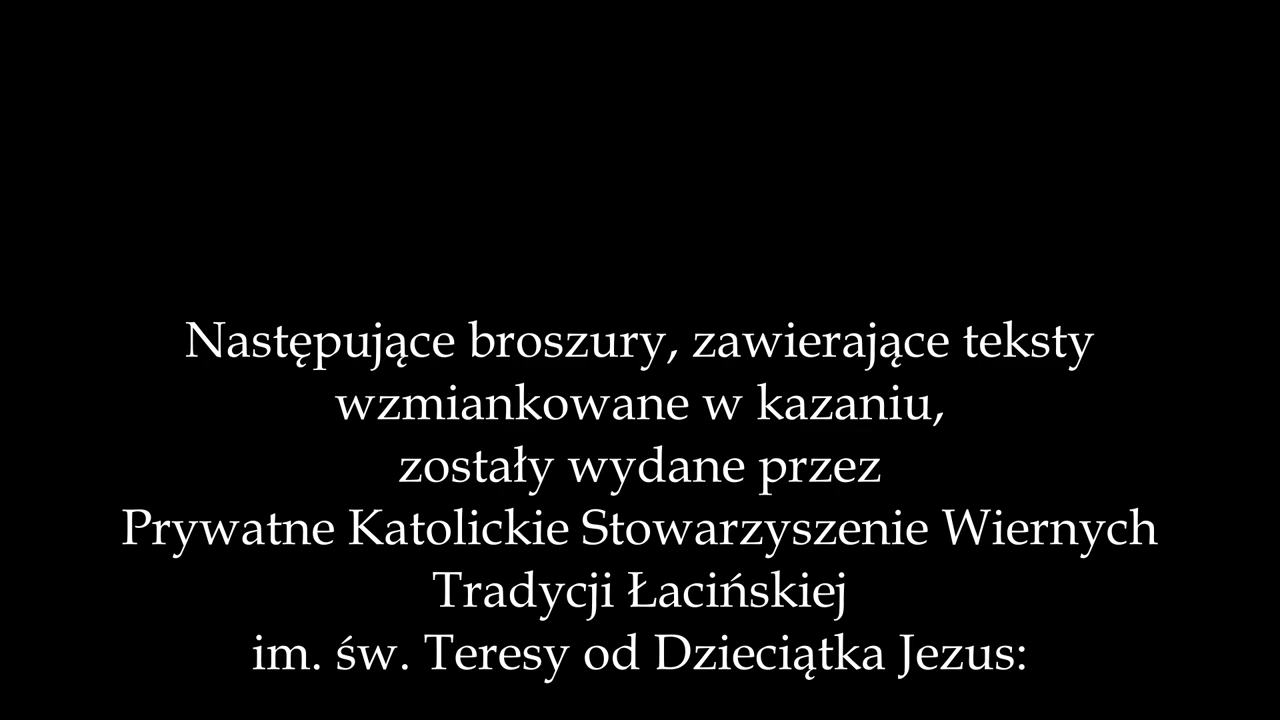 Następujące broszury, zawierające teksty
wzmiankowane w kazaniu,
zostały wydane przez
Prywatne Katolickie Stowarzyszenie Wiernych
Tradycji Łacińskiej
im. św. Teresy od Dzieciątka Jezus: